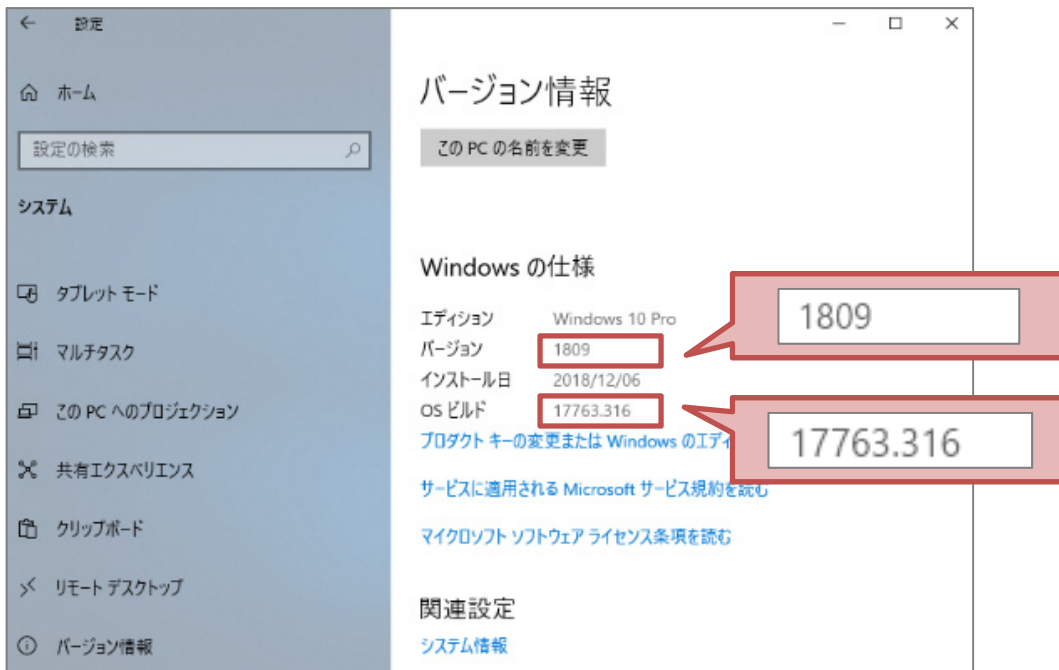 設定
ホーム
設定の検索
システム
タブレット モード
マルチタスク
この PC へのプロジェクション
共有エクスペリエンス
クリップボード
リモート デスクトップ
バージョン情報
バージョン情報
この PC の名前を変更
Windows の仕様
エディション Windows 10 Pro
バージョン 1809
インストール日 2018/12/06
OS ビルド 17763.316
プロダクト キーの変更または Windows のエディ
サービスに適用される Microsoft サービス規約を読む
マイクロソフト ソフトウェア ライセンス条項を読む
関連設定
システム情報
1809
17763.316